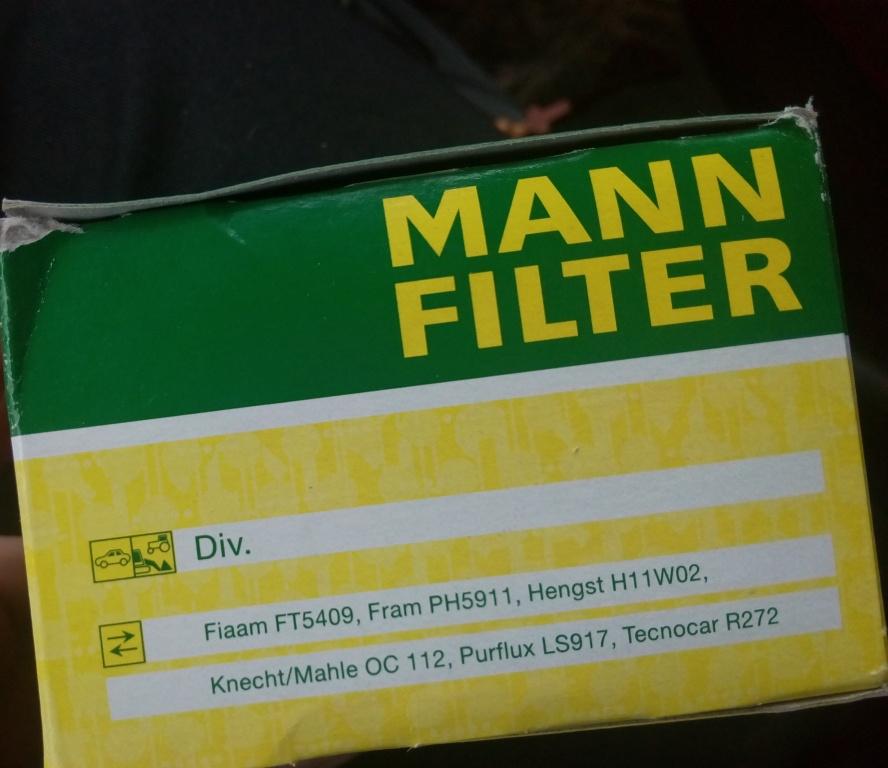 MANN
FILTER
Div.
Fiaam FT5409, Fram PH5911, Hengst H11W02,
Knecht/Mahle OC 112, Purflux LS917, Tecnocar R272